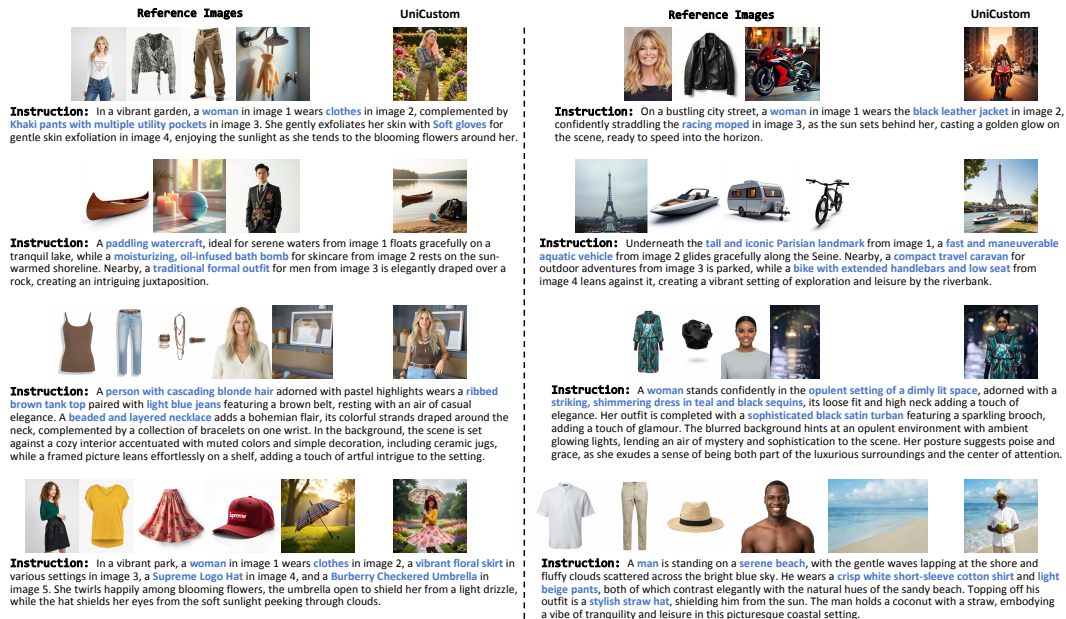 Reference Images
UniCustom
Instruction: In a vibrant garden, a woman in image 1 wears clothes in image 2, complemented by
Khaki pants with multiple utility pockets in image 3. She gently exfoliates her skin with Soft gloves for
gentle skin exfoliation in image 4, enjoying the sunlight as she tends to the blooming flowers around her.
Instruction: A paddling watercraft, ideal for serene waters from image 1 floats gracefully on a
tranquil lake, while a moisturizing, oil-infused bath bomb for skincare from image 2 rests on the sun-
warmed shoreline. Nearby, a traditional formal outfit for men from image 3 is elegantly draped over a
rock, creating an intriguing juxtaposition.
Instruction: A person with cascading blonde hair adorned with pastel highlights wears a ribbed
brown tank top paired with light blue jeans featuring a brown belt, resting with an air of casual
elegance. A beaded and layered necklace adds a bohemian flair, its colorful strands draped around the
neck, complemented by a collection of bracelets on one wrist. In the background, the scene is set
against a cozy interior accentuated with muted colors and simple decoration, including ceramic jugs,
while a framed picture leans effortlessly on a shelf, adding a touch of artful intrigue to the setting.
Supreme
Instruction: In a vibrant park, a woman in image 1 wears clothes in image 2, a vibrant floral skirt in
various settings in image 3, a Supreme Logo Hat in image 4, and a Burberry Checkered Umbrella in
image 5. She twirls happily among blooming flowers, the umbrella open to shield her from a light drizzle,
while the hat shields her eyes from the soft sunlight peeking through clouds.
Reference Images
UniCustom
Instruction: On a bustling city street, a woman in image 1 wears the black leather jacket in image 2,
confidently straddling the racing moped in image 3, as the sun sets behind her, casting a golden glow on
the scene, ready to speed into the horizon.
Instruction: Underneath the tall and iconic Parisian landmark from image 1, a fast and maneuverable
aquatic vehicle from image 2 glides gracefully along the Seine. Nearby, a compact travel caravan for
outdoor adventures from image 3 is parked, while a bike with extended handlebars and low seat from
image 4 leans against it, creating a vibrant setting of exploration and leisure by the riverbank.
Instruction: A woman stands confidently in the opulent setting of a dimly lit space, adorned with a
striking, shimmering dress in teal and black sequins, its loose fit and high neck adding a touch of
elegance. Her outfit is completed with a sophisticated black satin turban featuring a sparkling brooch,
adding a touch of glamour. The blurred background hints at an opulent environment with ambient
glowing lights, lending an air of mystery and sophistication to the scene. Her posture suggests poise and
grace, as she exudes a sense of being both part of the luxurious surroundings and the center of attention.
Instruction: A man is standing on a serene beach, with the gentle waves lapping at the shore and
fluffy clouds scattered across the bright blue sky. He wears a crisp white short-sleeve cotton shirt and light
beige pants, both of which contrast elegantly with the natural hues of the sandy beach. Topping off his
outfit is a stylish straw hat, shielding him from the sun. The man holds a coconut with a straw, embodying
a vibe of tranquility and leisure in this picturesque coastal setting.